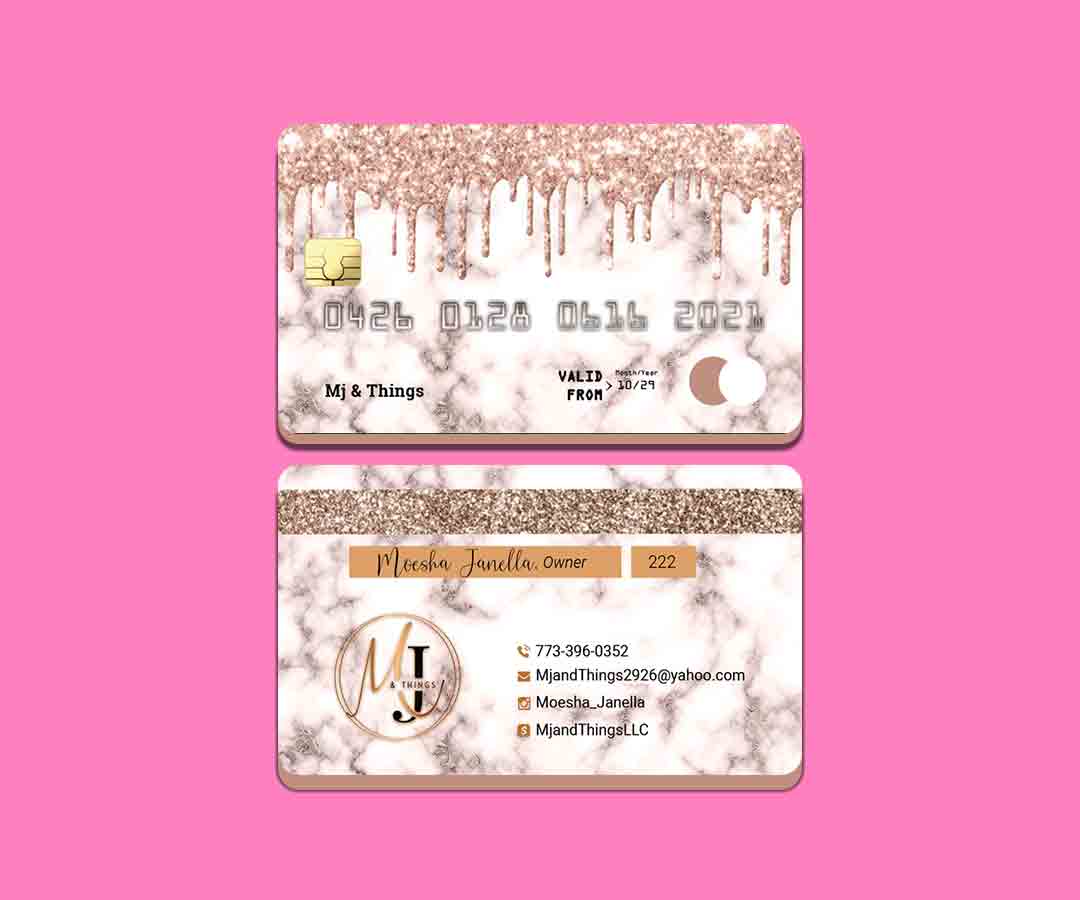 0426 0128 0616 2021
Mj & Things
VALID
FROM
> Month/Year
10/29
Moesha Janella, Owner
222
MJ
& THINGS
773-396-0352
MjandThings2926@yahoo.com
Moesha_Janella
MjandThingsLLC